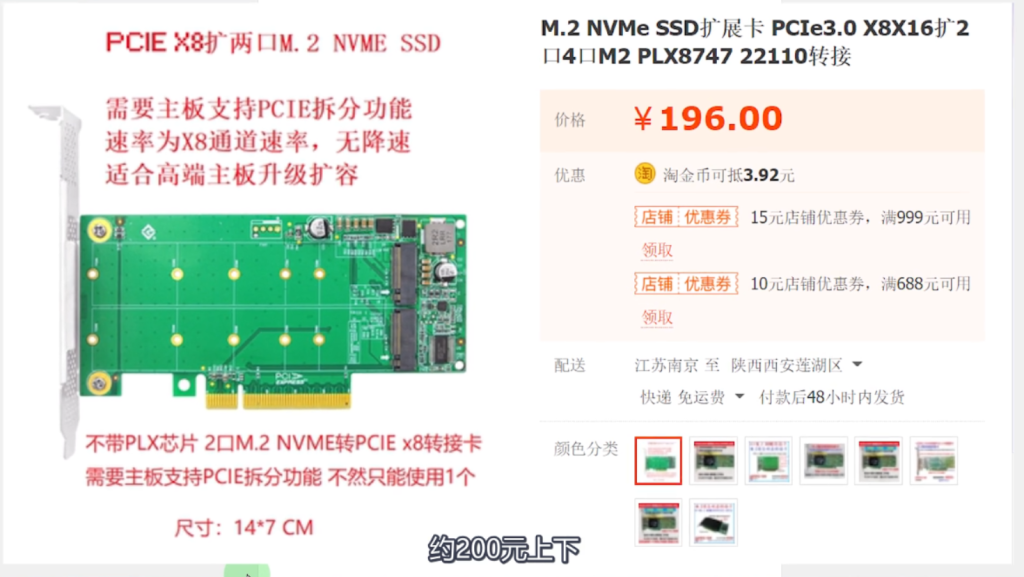 PCIE X8扩两口M.2 NVME SSD
需要主板支持PCIE拆分功能
速率为X8通道速率，无降速
适合高端主板升级扩容
PCI
EXPRESS
不带PLX芯片 2口M.2 NVME转PCIE x8转接卡
需要主板支持PCIE拆分功能 不然只能使用1个
尺寸：14*7 CM
M.2 NVMe SSD扩展卡 PCIe3.0 X8X16扩2
口4口M2 PLX8747 22110转接
价格 ¥196.00
优惠 淘 淘金币可抵3.92元
店铺 优惠券 15元店铺优惠券，满999元可用
领取
店铺 优惠券 10元店铺优惠券，满688元可用
领取
配送 江苏南京 至 陕西西安莲湖区
快递 免运费 付款后48小时内发货
颜色分类
约200元上下